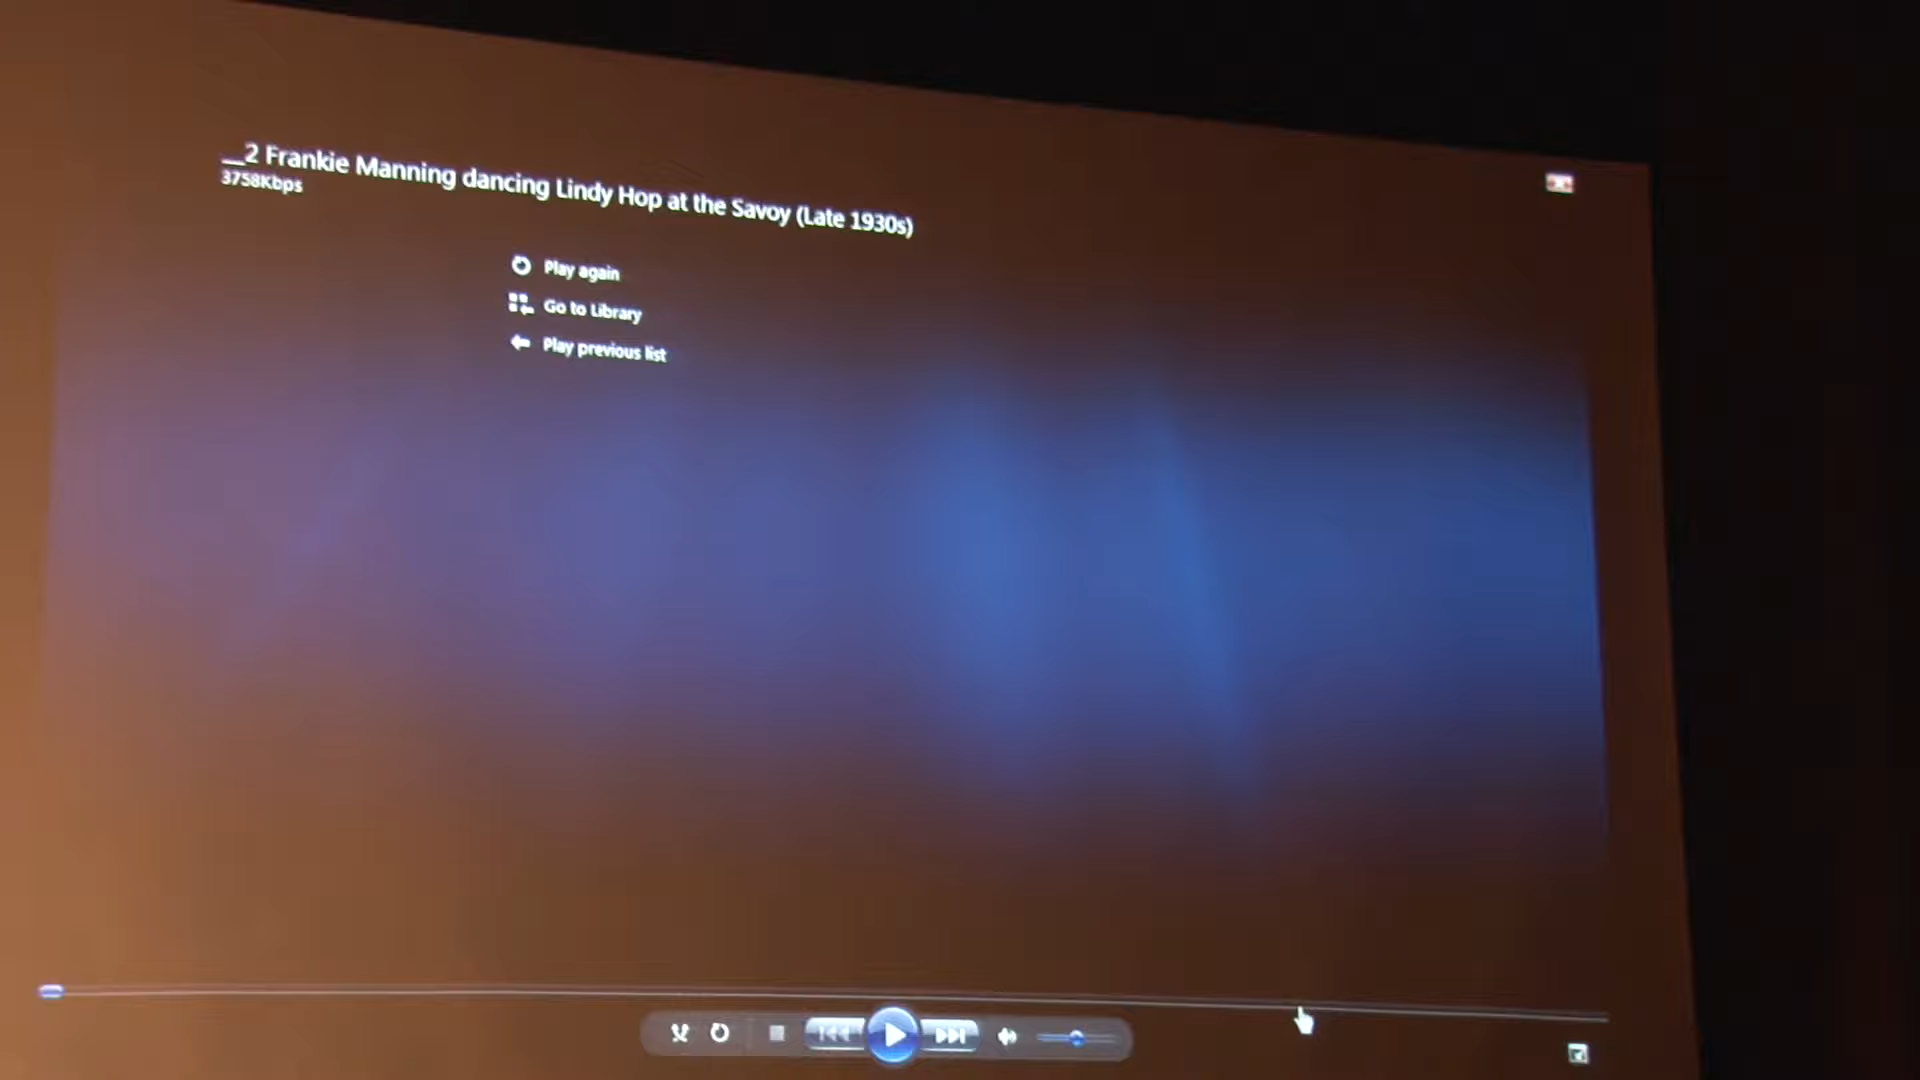 __2 Frankie Manning dancing Lindy Hop at the Savoy (Late 1930s)
3758Kbps
Play again
Go to Library
Play previous list